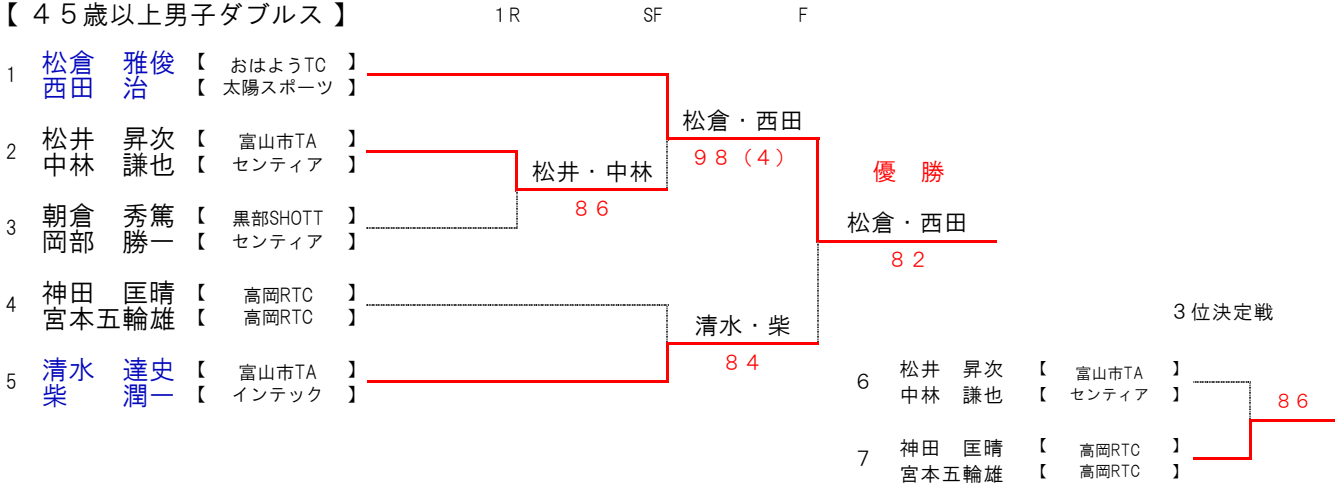 【 ４５歳以上男子ダブルス 】 １R SF F
1 松倉 雅俊 【 おはようTC 】
西田 治 【 太陽スポーツ 】
松倉・西田
９８（４）
2 松井 昇次 【 富山市TA 】
中林 謙也 【 センティア 】
松井・中林
８６
優 勝
松倉・西田
８２
3 朝倉 秀篤 【 黒部SHOTT 】
岡部 勝一 【 センティア 】
4 神田 匡晴 【 高岡RTC 】
宮本五輪雄 【 高岡RTC 】
清水・柴
８４
5 清水 達史 【 富山市TA 】
柴 潤一 【 インテック 】
３位決定戦
6 松井 昇次 【 富山市TA 】
中林 謙也 【 センティア 】
８６
7 神田 匡晴 【 高岡RTC 】
宮本五輪雄 【 高岡RTC 】